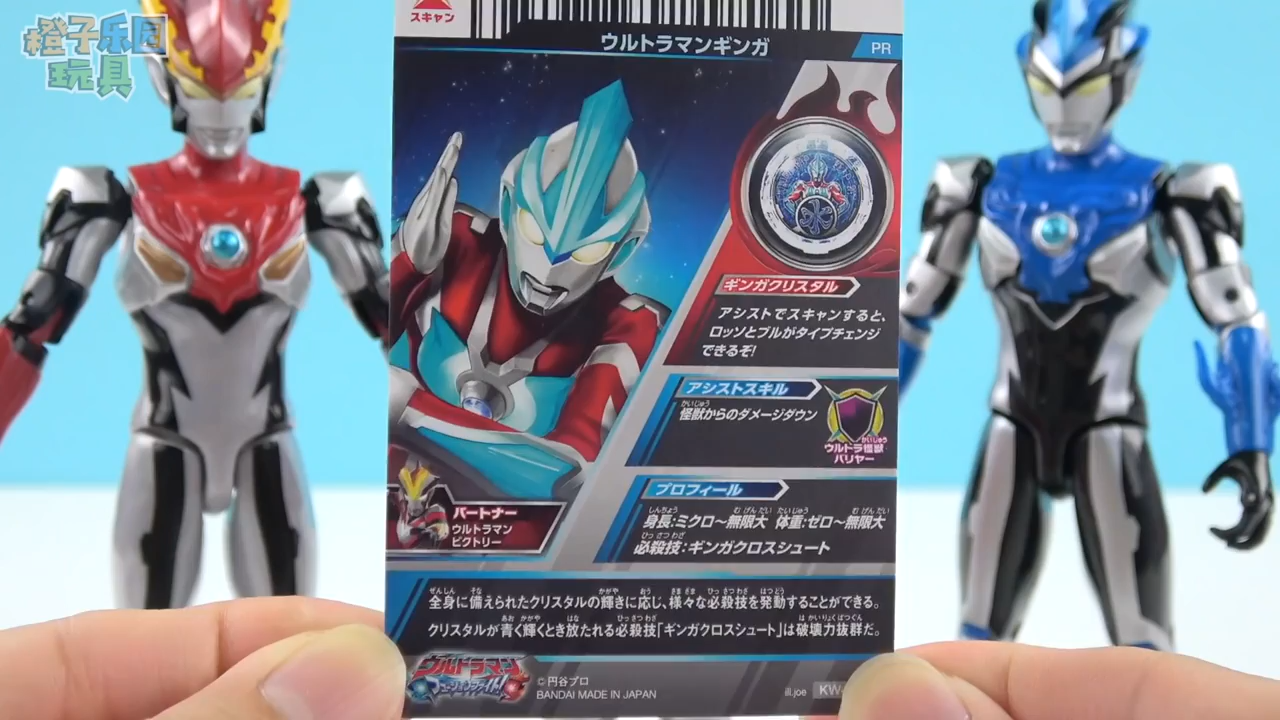 橙子乐园
玩具
スキャン
ウルトラマンギンガ
PR
ギンガクリスタル
アシストでスキャンすると、
ロッソとブルがタイプチェンジ
できるぞ!
アシストスキル
怪獣からのダメージダウン
ウルトラ怪獣
バリヤー
プロフィール
身長:ミクロ〜無限大 体重:ゼロ〜無限大
必殺技:ギンガクロスシュート
パートナー
ウルトラマン
ビクトリー
全身に備えられたクリスタルの輝きに応じ、様々な必殺技を発動することができる。
クリスタルが青く輝くとき放たれる必殺技「ギンガクロスシュート」は破壊力抜群だ。
ウルトラマン
フュージョンファイト!
©円谷プロ
BANDAI MADE IN JAPAN
ill.joe
KW